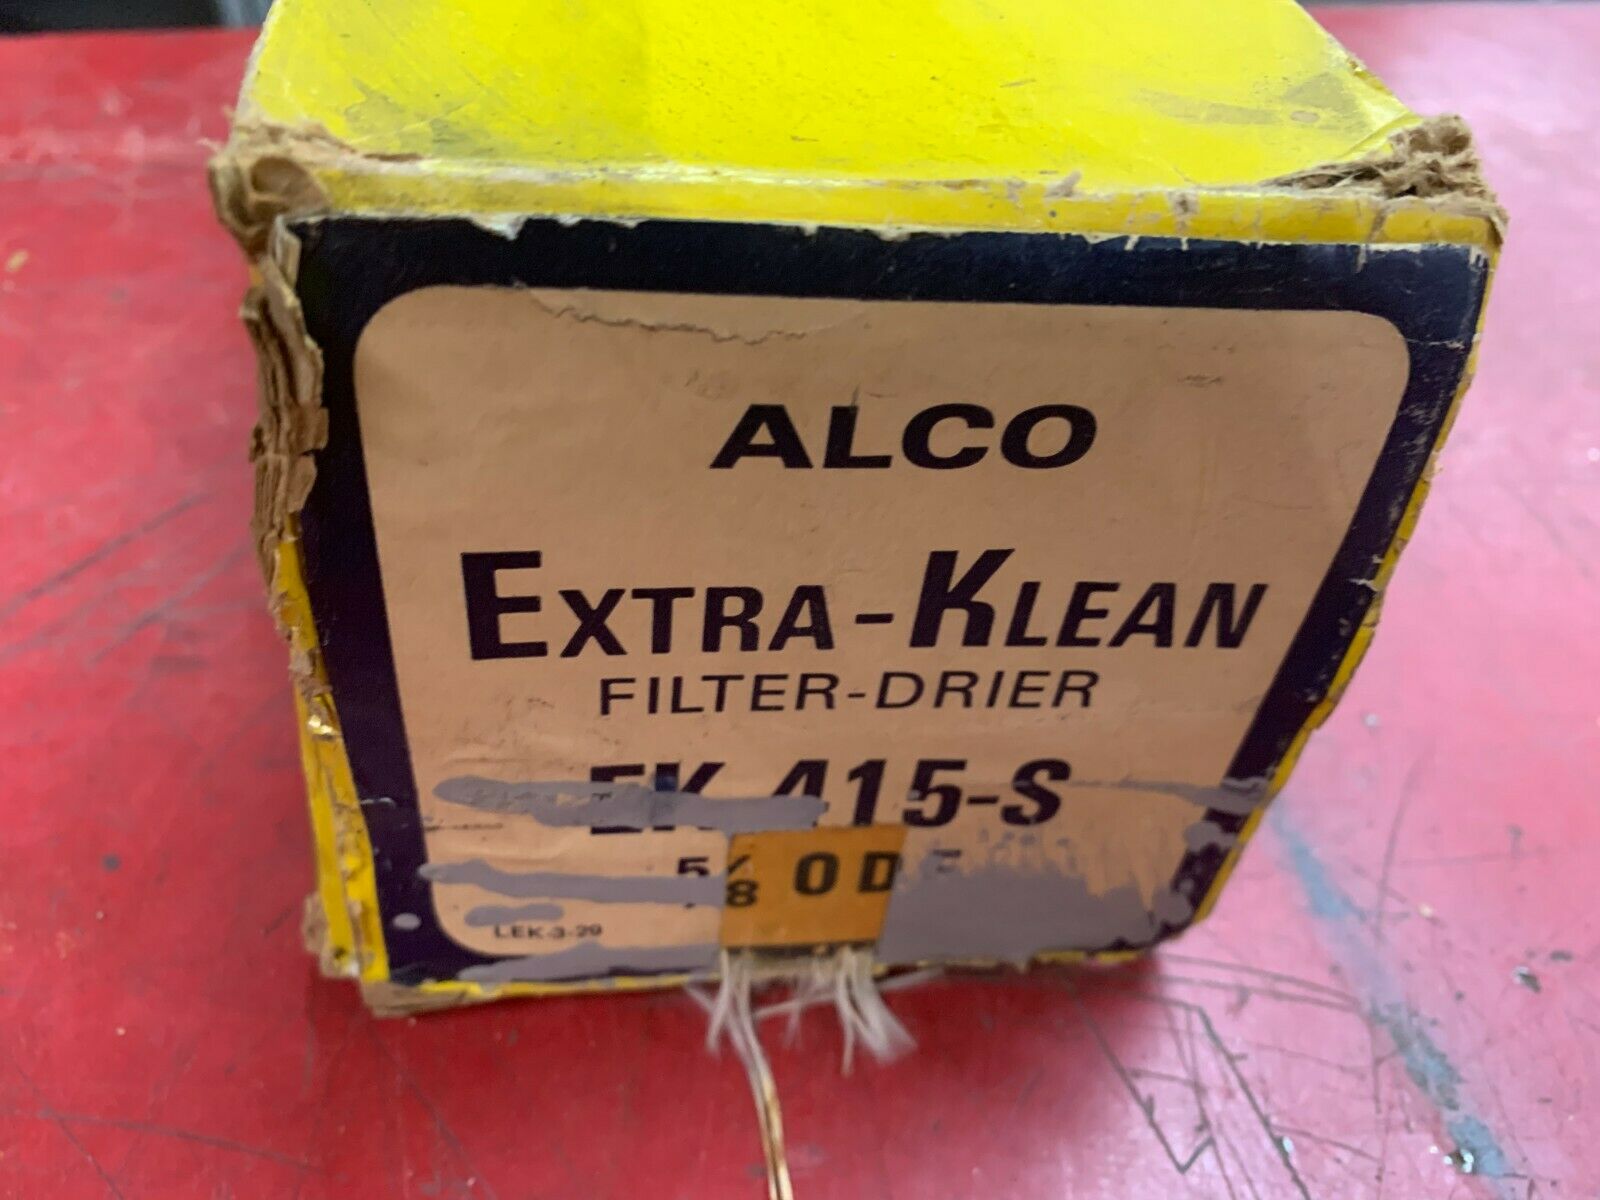 ALCO
EXTRA-KLEAN
FILTER-DRIER
EK 415-S
5/8 OD
LEK-3-29